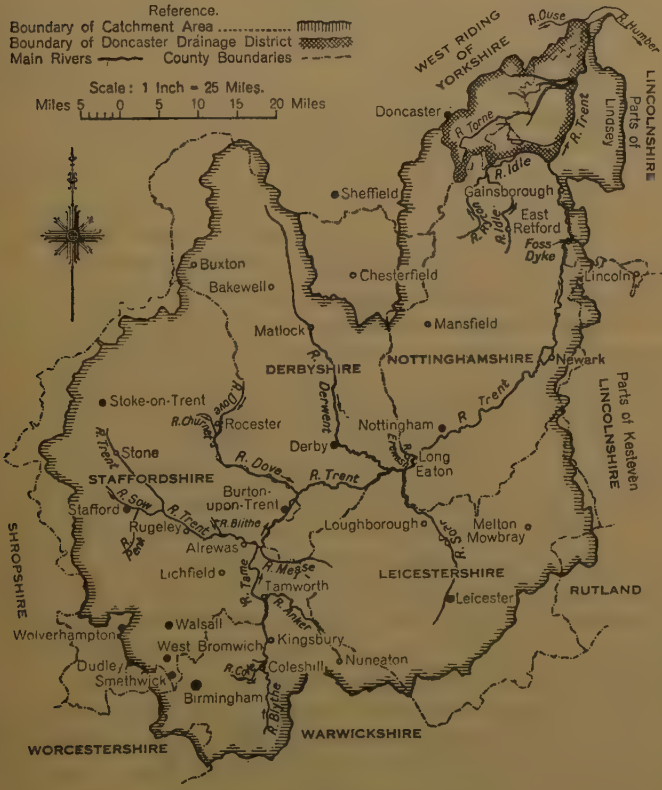 Reference.
Boundary of Catchment Area
Boundary of Doncaster Drainage District
Main Rivers County Boundaries
Scale: 1 Inch = 25 Miles.
Miles 5 0 5 10 15 20 Miles
WEST RIDING OF YORKSHIRE
R. Ouse
R. Humber
LINCOLNSHIRE
Parts of Lindsey
Doncaster
R. Torne
R. Trent
R. Idle
Gainsborough
Sheffield
R. Idle
East
Retford
Foss
Dyke
Lincoln
Buxton
Bakewell
Chesterfield
Matlock
Mansfield
DERBYSHIRE
NOTTINGHAMSHIRE
Newark
R. Derwent
R. Dove
Stoke-on-Trent
R. Churnet
Rocester
Nottingham
R. Trent
Parts of Kesteven
LINCOLNSHIRE
R. Trent
Stone
Derby
R. Erewash
Long
Eaton
STAFFORDSHIRE
R. Dove
R. Trent
R. Sow
Burton-
upon-Trent
Stafford
R. Trent
R. Blithe
Loughborough
R. Soar
Melton
Mowbray
Rugeley
R. Penk
Alrewas
R. Mease
SHROPSHIRE
Lichfield
R. Tame
Tamworth
LEICESTERSHIRE
RUTLAND
R. Anker
Leicester
Walsall
Wolverhampton
West Bromwich
Kingsbury
Dudley
R. Cole
Coleshill
Nuneaton
Smethwick
Birmingham
R. Blythe
WORCESTERSHIRE
WARWICKSHIRE